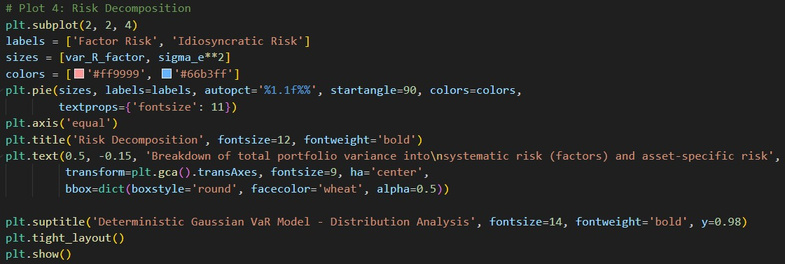 # Plot 4: Risk Decomposition
plt.subplot(2, 2, 4)
labels = ['Factor Risk', 'Idiosyncratic Risk']
sizes = [var_R_factor, sigma_e**2]
colors = ['#ff9999', '#66b3ff']
plt.pie(sizes, labels=labels, autopct='%1.1f%%', startangle=90, colors=colors,
        textprops={'fontsize': 11})
plt.axis('equal')
plt.title('Risk Decomposition', fontsize=12, fontweight='bold')
plt.text(0.5, -0.15, 'Breakdown of total portfolio variance into\nsystematic risk (factors) and asset-specific risk',
         transform=plt.gca().transAxes, fontsize=9, ha='center',
         bbox=dict(boxstyle='round', facecolor='wheat', alpha=0.5))

plt.suptitle('Deterministic Gaussian VaR Model - Distribution Analysis', fontsize=14, fontweight='bold', y=0.98)
plt.tight_layout()
plt.show()